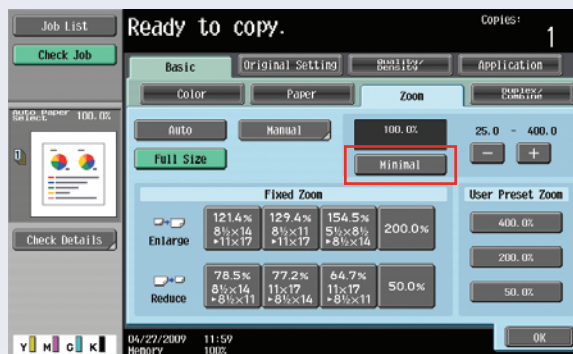 Job List
Check Job
Ready to copy.
Copies:
1
Basic
Original Setting
Quality/
Density
Application
Color
Paper
Zoom
Duplex/
Combine
Auto Paper
Select
100.0%
Auto
Manual
100.0%
25.0 - 400.0
Full Size
Minimal
− +
Fixed Zoom
User Preset Zoom
Enlarge
121.4%
8½×14
▸11×17
129.4%
8½×11
▸11×17
154.5%
5½×8½
▸8½×14
200.0%
400.0%
200.0%
Check Details
Reduce
78.5%
8½×14
▸8½×11
77.2%
11×17
▸8½×14
64.7%
11×17
▸8½×11
50.0%
50.0%
Y M C K
04/27/2009 11:59
Memory 100%
OK